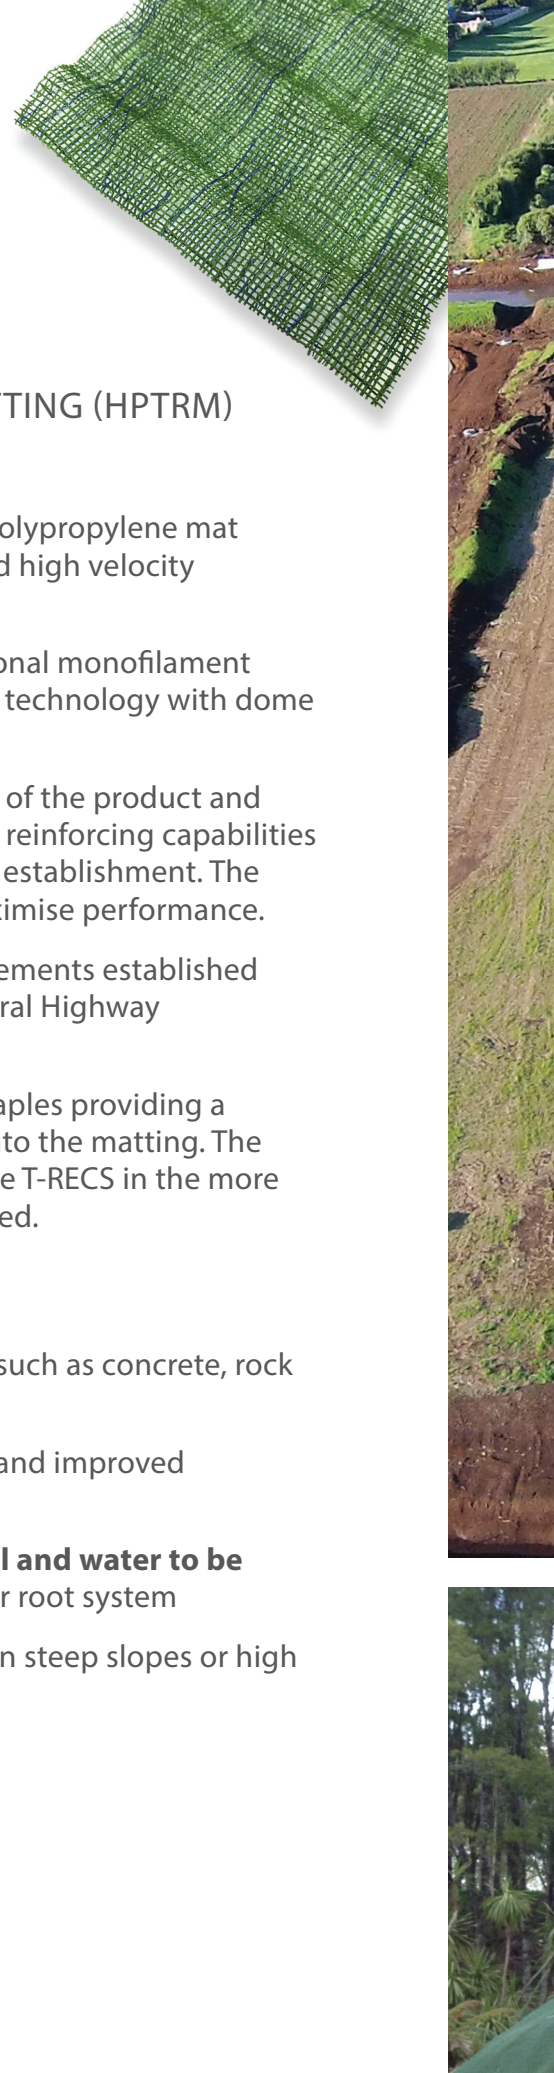 TTING (HPTRM)
olypropylene mat
d high velocity
onal monofilament
technology with dome
of the product and
reinforcing capabilities
establishment. The
ximise performance.
ements established
ral Highway
aples providing a
nto the matting. The
e T-RECS in the more
ed.
such as concrete, rock
and improved
l and water to be
r root system
n steep slopes or high